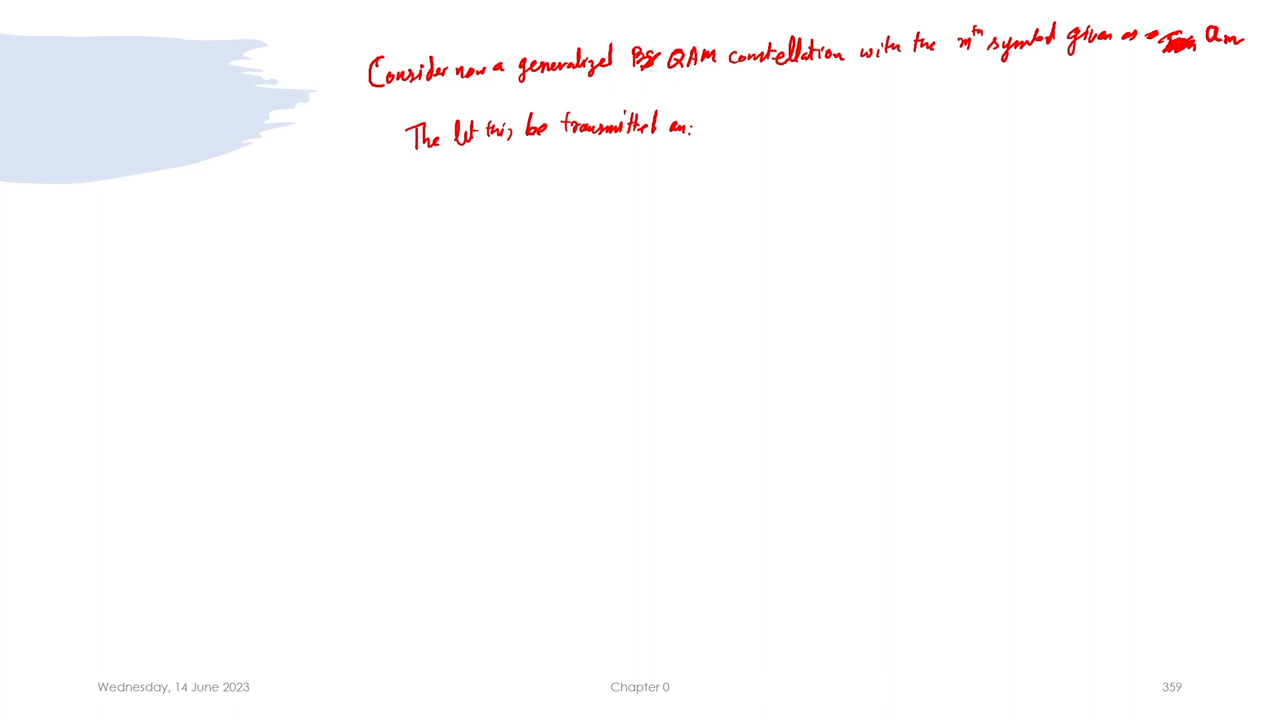 Consider now a generalized QAM constellation with the mth symbol given as am
The let this be transmitted as:
Wednesday, 14 June 2023
Chapter 0
359